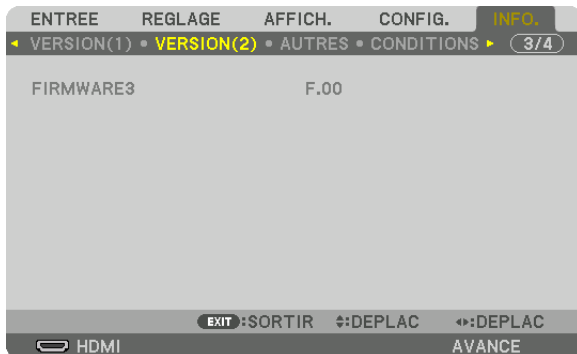 ENTREE REGLAGE AFFICH. CONFIG. INFO.
VERSION(1) • VERSION(2) • AUTRES • CONDITIONS 3/4
FIRMWARE3 F.00
EXIT:SORTIR :DEPLAC :DEPLAC
HDMI AVANCE